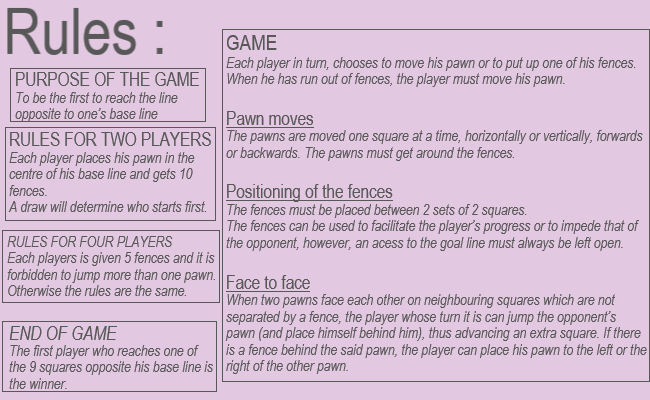 Rules :
PURPOSE OF THE GAME
To be the first to reach the line
opposite to one's base line
RULES FOR TWO PLAYERS
Each player places his pawn in the
centre of his base line and gets 10
fences.
A draw will determine who starts first.
RULES FOR FOUR PLAYERS
Each players is given 5 fences and it is
forbidden to jump more than one pawn.
Otherwise the rules are the same.
END OF GAME
The first player who reaches one of
the 9 squares opposite his base line is
the winner.
GAME
Each player in turn, chooses to move his pawn or to put up one of his fences.
When he has run out of fences, the player must move his pawn.
Pawn moves
The pawns are moved one square at a time, horizontally or vertically, forwards
or backwards. The pawns must get around the fences.
Positioning of the fences
The fences must be placed between 2 sets of 2 squares.
The fences can be used to facilitate the player's progress or to impede that of
the opponent, however, an acess to the goal line must always be left open.
Face to face
When two pawns face each other on neighbouring squares which are not
separated by a fence, the player whose turn it is can jump the opponent's
pawn (and place himself behind him), thus advancing an extra square. If there
is a fence behind the said pawn, the player can place his pawn to the left or the
right of the other pawn.